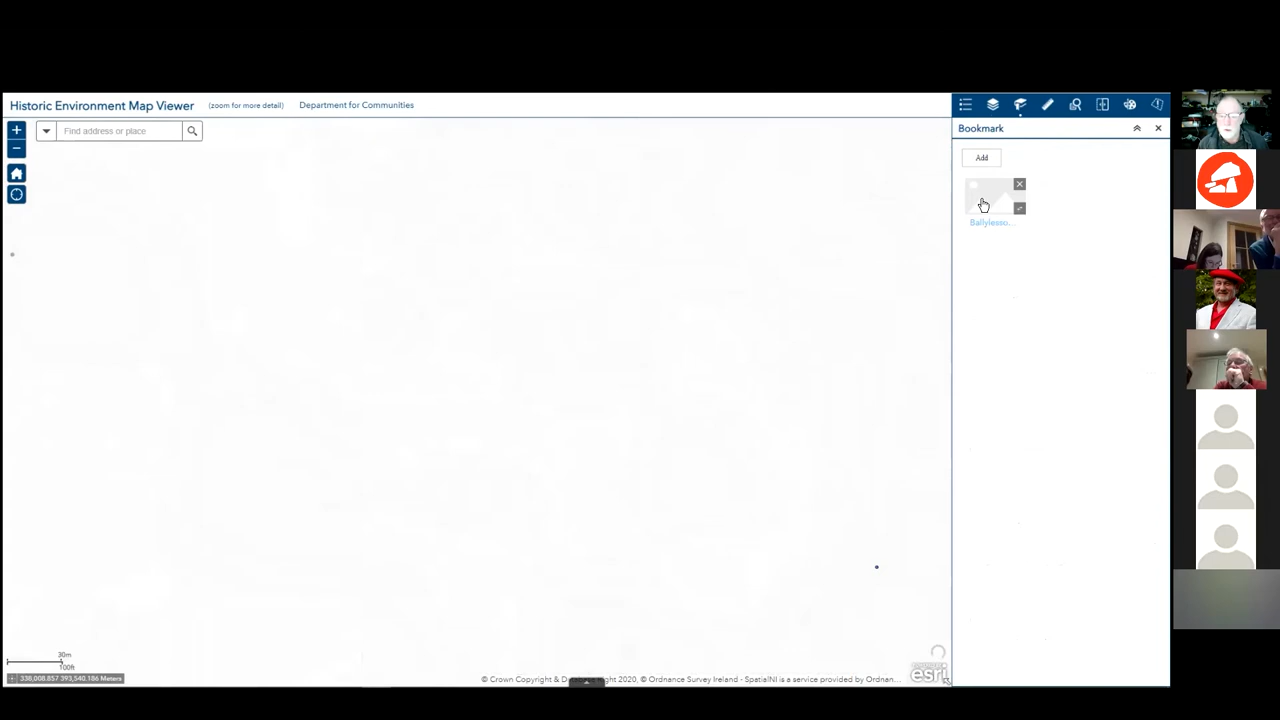 Historic Environment Map Viewer (zoom for more detail) Department for Communities
+
Find address or place
−
Bookmark
Add
Ballylesso...
30m
100ft
338,008.857 393,540.186 Meters
© Crown Copyright & Database Right 2020, © Ordnance Survey Ireland - SpatialNI is a service provided by Ordnan...
esri